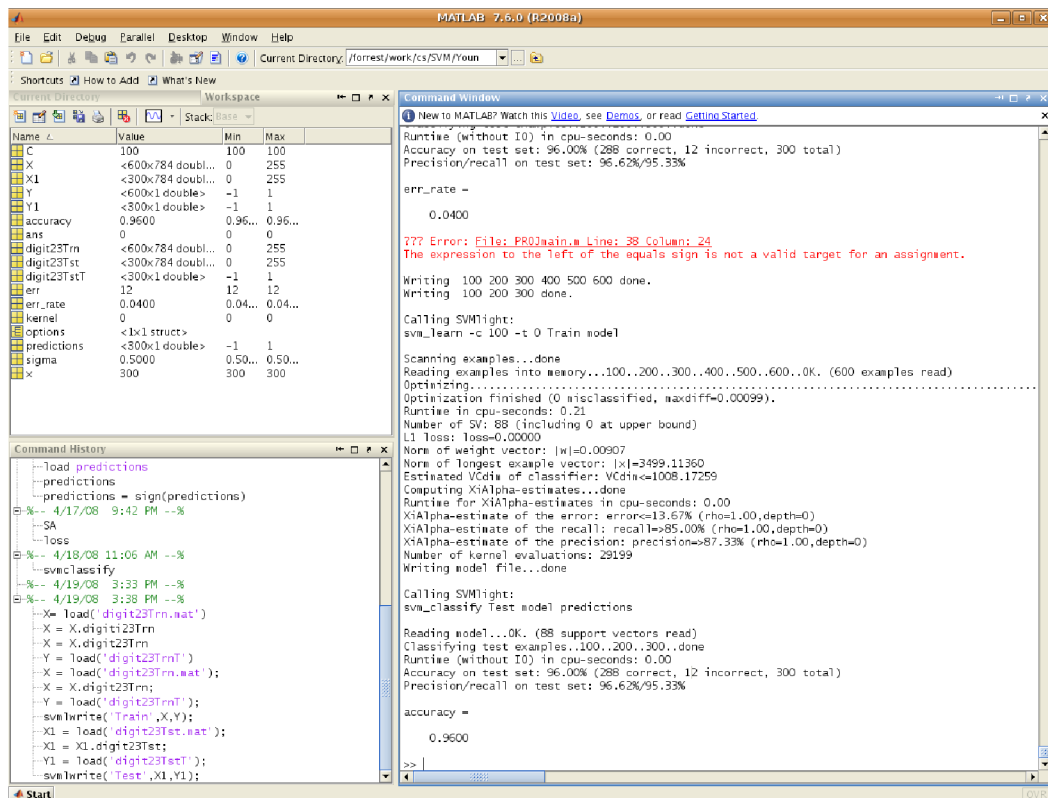 MATLAB 7.6.0 (R2008a)
File Edit Debug Parallel Desktop Window Help
Current Directory: /forrest/work/cs/SVM/Youn
Shortcuts How to Add What's New
Current Directory Workspace
Stack: Base
Name Value Min Max
C 100 100 100
X <600x784 doubl... 0 255
X1 <300x784 doubl... 0 255
Y <600x1 double> -1 1
Y1 <300x1 double> -1 1
accuracy 0.9600 0.96... 0.96...
ans 0 0 0
digit23Trn <600x784 doubl... 0 255
digit23Tst <300x784 doubl... 0 255
digit23TstT <300x1 double> -1 1
err 12 12 12
err_rate 0.0400 0.04... 0.04...
kernel 0 0 0
options <1x1 struct>
predictions <300x1 double> -1 1
sigma 0.5000 0.50... 0.50...
x 300 300 300
Command History
load predictions
predictions
predictions = sign(predictions)
%-- 4/17/08 9:42 PM --%
SA
loss
%-- 4/18/08 11:06 AM --%
svmclassify
%-- 4/19/08 3:33 PM --%
%-- 4/19/08 3:38 PM --%
X= load('digit23Trn.mat')
X = X.digiti23Trn
X = X.digit23Trn
Y = load('digit23TrnT')
X = load('digit23Trn.mat');
X = X.digit23Trn;
Y = load('digit23TrnT');
svmlwrite('Train',X,Y);
X1 = load('digit23Tst.mat');
X1 = X1.digit23Tst;
Y1 = load('digit23TstT');
svmlwrite('Test',X1,Y1);
Command Window
New to MATLAB? Watch this Video, see Demos, or read Getting Started.
Runtime (without IO) in cpu-seconds: 0.00
Accuracy on test set: 96.00% (288 correct, 12 incorrect, 300 total)
Precision/recall on test set: 96.62%/95.33%
err_rate =
0.0400
??? Error: File: PROJmain.m Line: 38 Column: 24
The expression to the left of the equals sign is not a valid target for an assignment.
Writing 100 200 300 400 500 600 done.
Writing 100 200 300 done.
Calling SVMlight:
svm_learn -c 100 -t 0 Train model
Scanning examples...done
Reading examples into memory...100..200..300..400..500..600..OK. (600 examples read)
Optimizing................................................................................
Optimization finished (0 misclassified, maxdiff=0.00099).
Runtime in cpu-seconds: 0.21
Number of SV: 88 (including 0 at upper bound)
L1 loss: loss=0.00000
Norm of weight vector: |w|=0.00907
Norm of longest example vector: |x|=3499.11360
Estimated VCdim of classifier: VCdim<=1008.17259
Computing XiAlpha-estimates...done
Runtime for XiAlpha-estimates in cpu-seconds: 0.00
XiAlpha-estimate of the error: error<=13.67% (rho=1.00,depth=0)
XiAlpha-estimate of the recall: recall=>85.00% (rho=1.00,depth=0)
XiAlpha-estimate of the precision: precision=>87.33% (rho=1.00,depth=0)
Number of kernel evaluations: 29199
Writing model file...done
Calling SVMlight:
svm_classify Test model predictions
Reading model...OK. (88 support vectors read)
Classifying test examples..100..200..300..done
Runtime (without IO) in cpu-seconds: 0.00
Accuracy on test set: 96.00% (288 correct, 12 incorrect, 300 total)
Precision/recall on test set: 96.62%/95.33%
accuracy =
0.9600
>>
Start
OVR